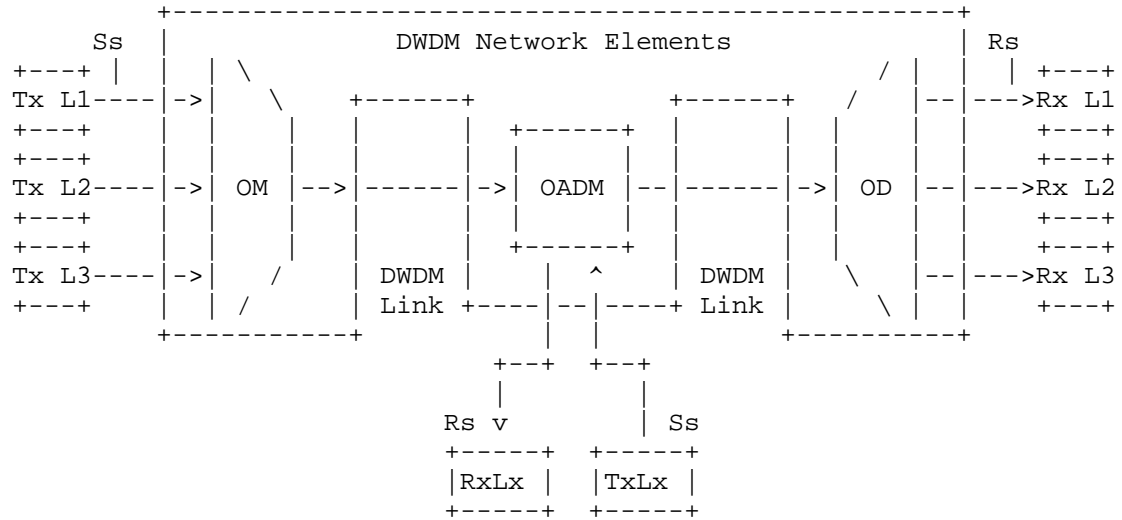 DWDM Network Elements
Ss Rs
Tx L1 Rx L1
Tx L2 OM OADM OD Rx L2
Tx L3 DWDM DWDM Rx L3
Link Link
Rs v Ss
RxLx TxLx